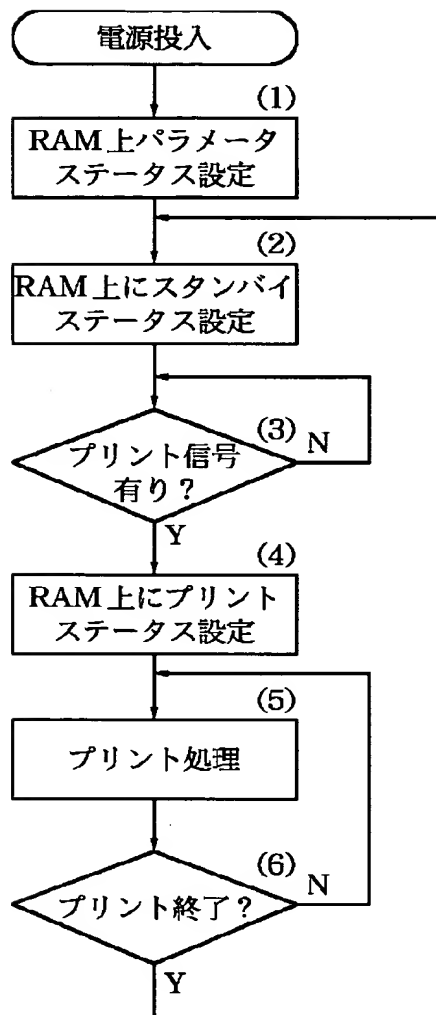 電源投入
(1)
RAM上パラメータ
ステータス設定
(2)
RAM上にスタンバイ
ステータス設定
(3)
プリント信号
有り?
N
Y
(4)
RAM上にプリント
ステータス設定
(5)
プリント処理
(6)
プリント終了?
N
Y